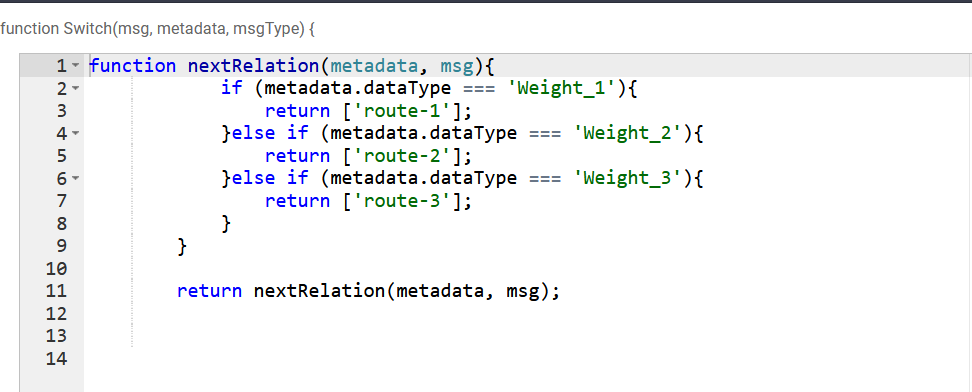 function Switch(msg, metadata, msgType) {
1 function nextRelation(metadata, msg){
2 if (metadata.dataType === 'Weight_1'){
3 return ['route-1'];
4 }else if (metadata.dataType === 'Weight_2'){
5 return ['route-2'];
6 }else if (metadata.dataType === 'Weight_3'){
7 return ['route-3'];
8 }
9 }
10
11 return nextRelation(metadata, msg);
12
13
14